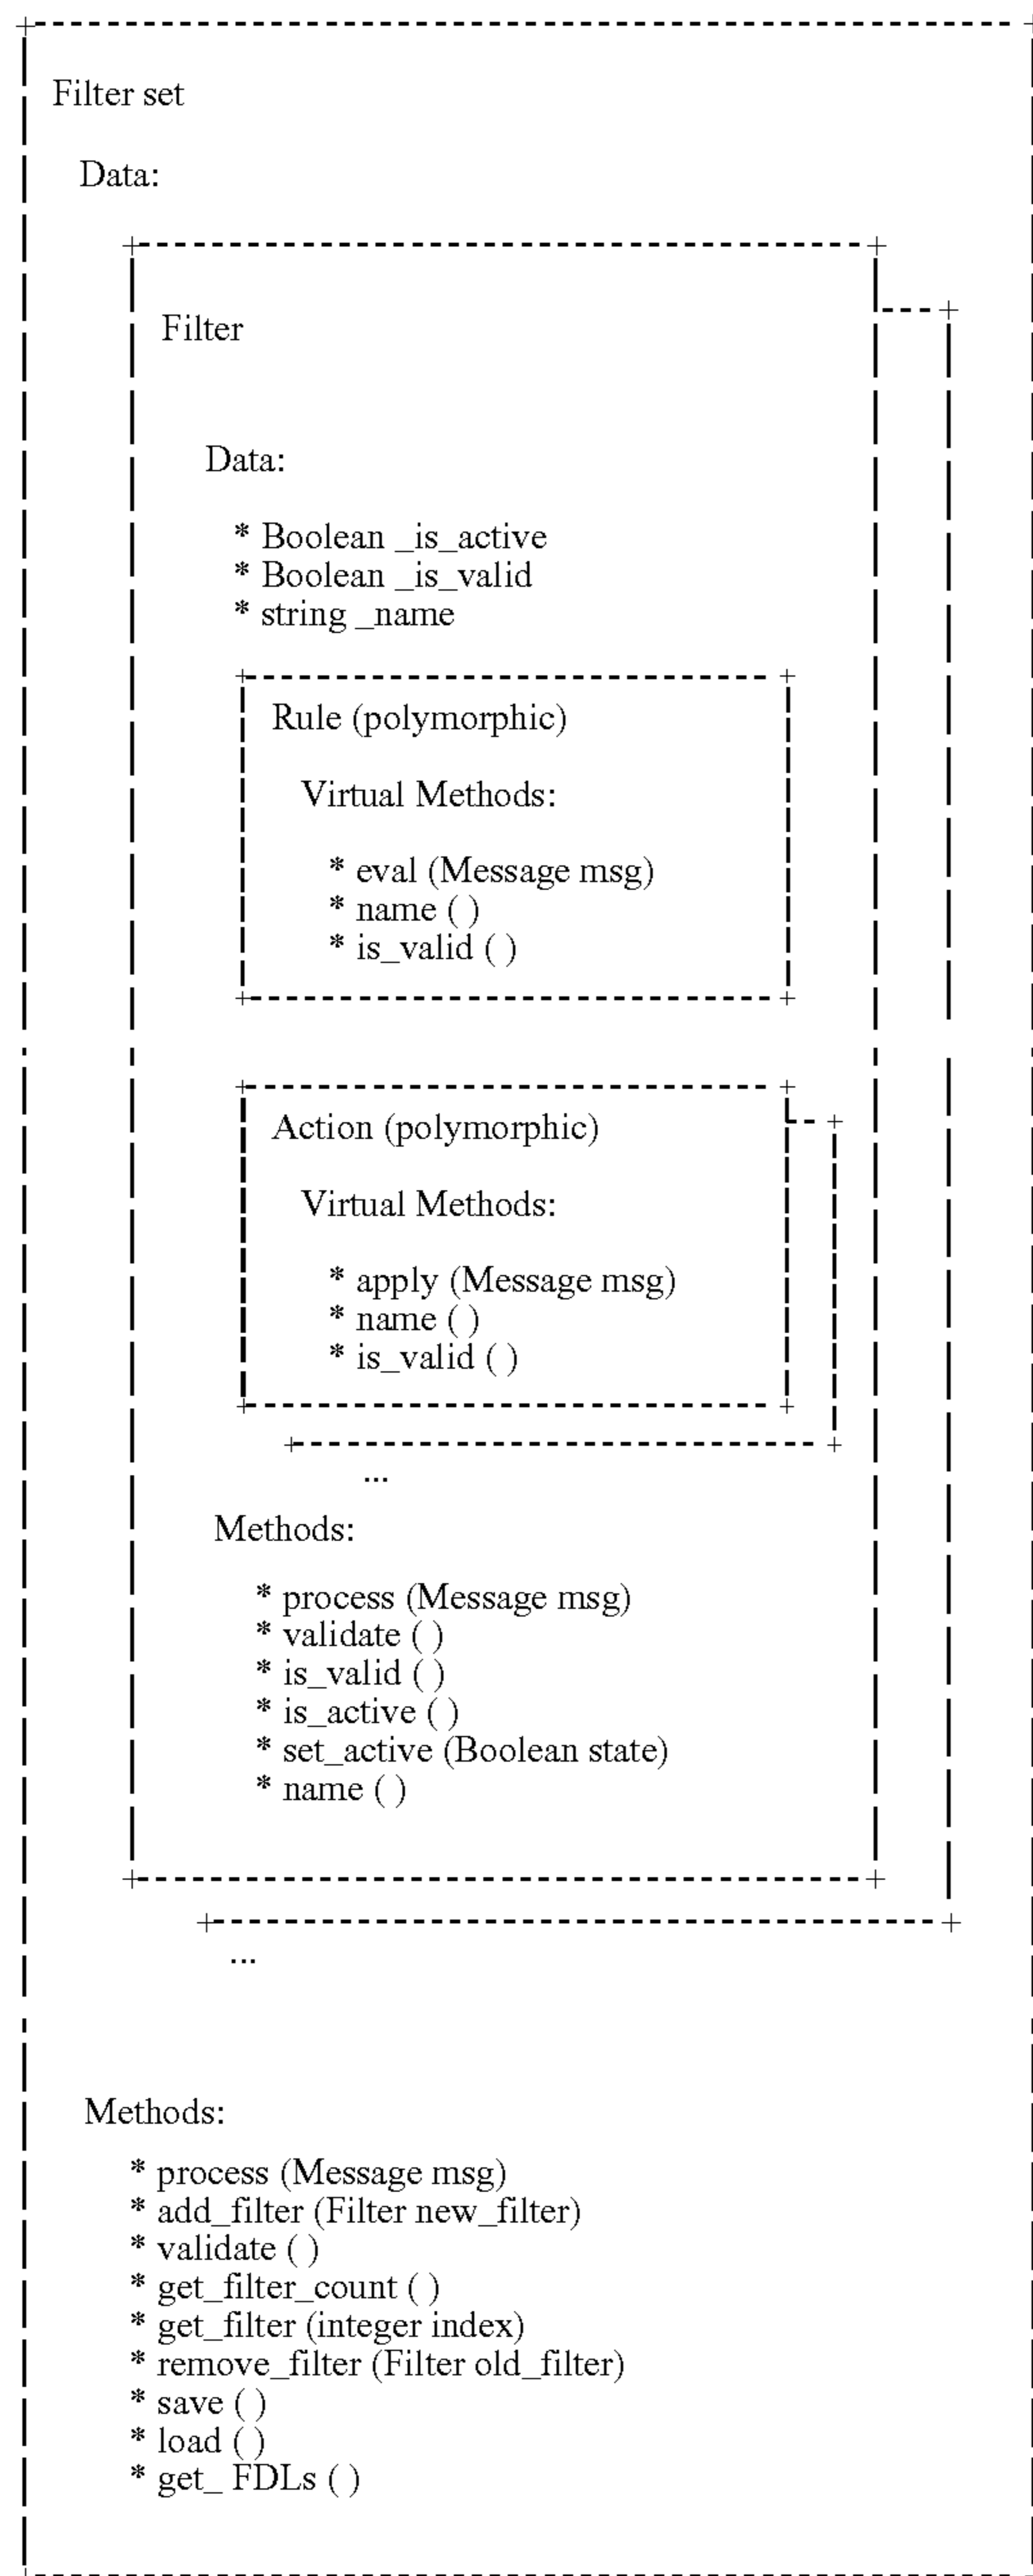 Filter set
Data:
Filter
Data:
* Boolean _is_active
* Boolean _is_valid
* string _name
Rule (polymorphic)
Virtual Methods:
* eval (Message msg)
* name ( )
* is_valid ( )
Action (polymorphic)
Virtual Methods:
* apply (Message msg)
* name ( )
* is_valid ( )
...
Methods:
* process (Message msg)
* validate ( )
* is_valid ( )
* is_active ( )
* set_active (Boolean state)
* name ( )
...
Methods:
* process (Message msg)
* add_filter (Filter new_filter)
* validate ( )
* get_filter_count ( )
* get_filter (integer index)
* remove_filter (Filter old_filter)
* save ( )
* load ( )
* get_ FDLs ( )